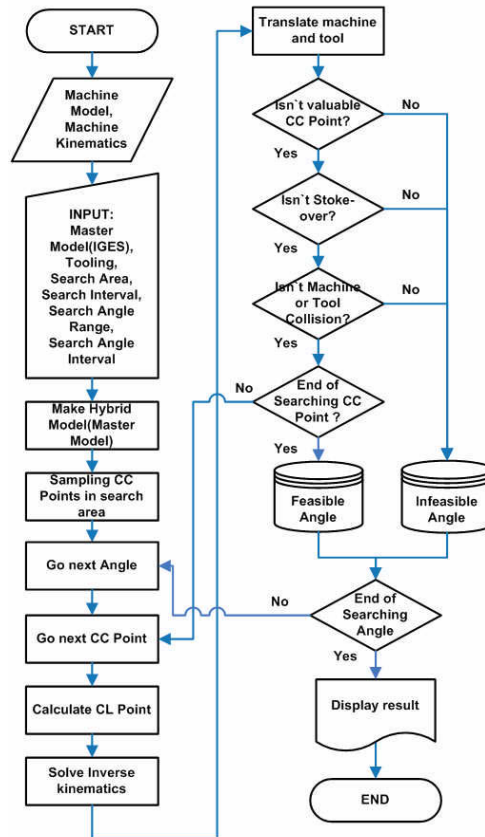 START
Machine
Model,
Machine
Kinematics
INPUT:
Master
Model(IGES),
Tooling,
Search Area,
Search Interval,
Search Angle
Range,
Search Angle
Interval
Make Hybrid
Model(Master
Model)
Sampling CC
Points in search
area
Go next Angle
Go next CC Point
Calculate CL Point
Solve Inverse
kinematics
Translate machine
and tool
Isn`t valuable
CC Point?
No
Yes
Isn`t Stoke-
over?
No
Yes
Isn`t Machine
or Tool
Collision?
No
Yes
End of
Searching CC
Point ?
No
Yes
Feasible
Angle
Infeasible
Angle
End of
Searching
Angle
No
Yes
Display result
END